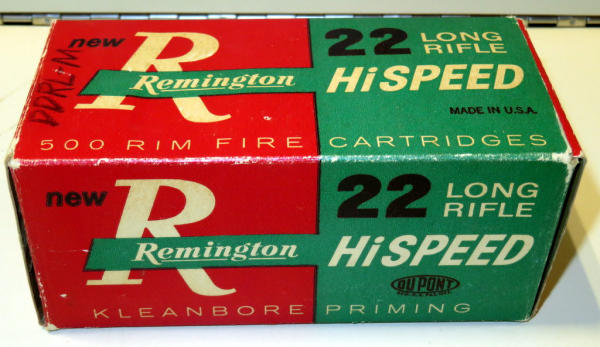 new
R
Remington
22 LONG RIFLE
HiSPEED
MADE IN U.S.A.
500 RIM FIRE CARTRIDGES
new
R
Remington
22 LONG RIFLE
HiSPEED
DU PONT
KLEANBORE PRIMING